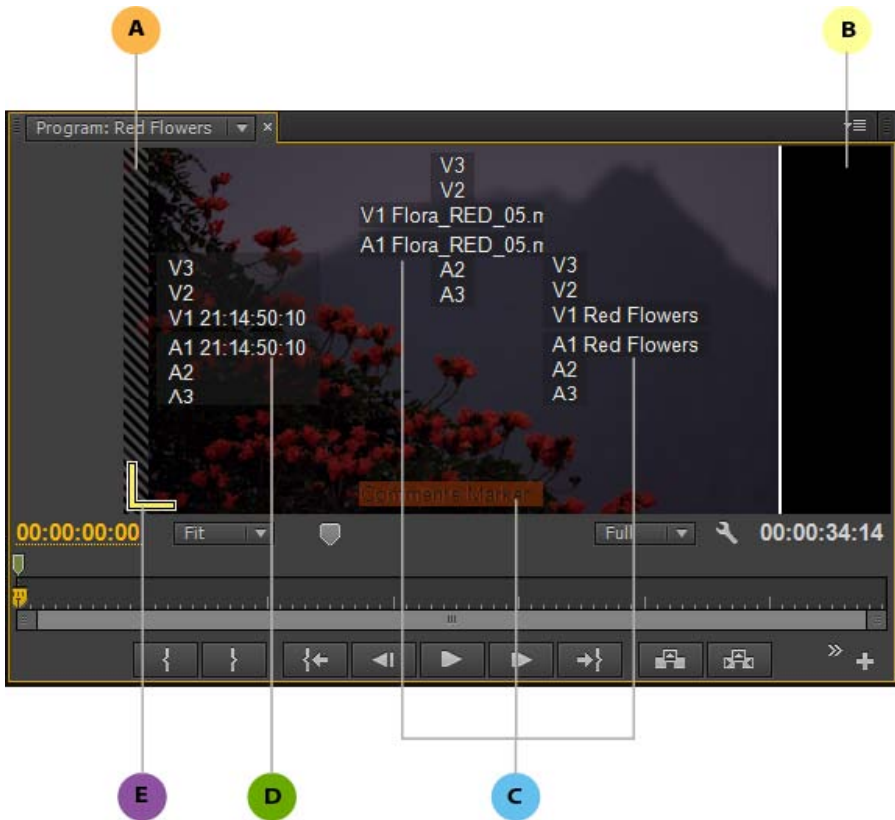 A
B
Program: Red Flowers
V3
V2
V1 Flora_RED_05.m
A1 Flora_RED_05.m
A2
A3
V3
V2
V1 21:14:50:10
A1 21:14:50:10
A2
A3
V3
V2
V1 Red Flowers
A1 Red Flowers
A2
A3
Comments Marker
00:00:00:00
Fit
Full
00:00:34:14
E
D
C